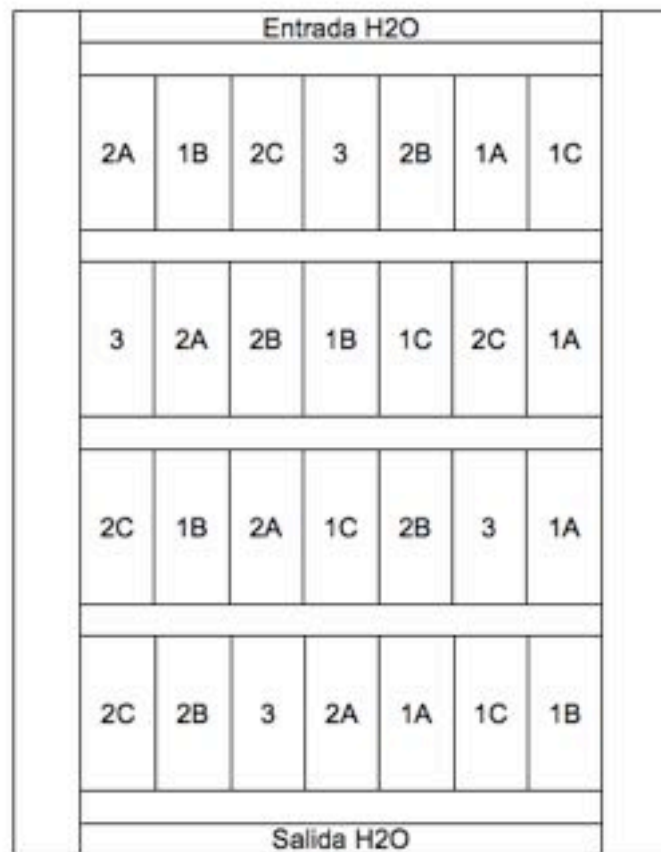 Entrada H2O
2A 1B 2C 3 2B 1A 1C
3 2A 2B 1B 1C 2C 1A
2C 1B 2A 1C 2B 3 1A
2C 2B 3 2A 1A 1C 1B
Salida H2O